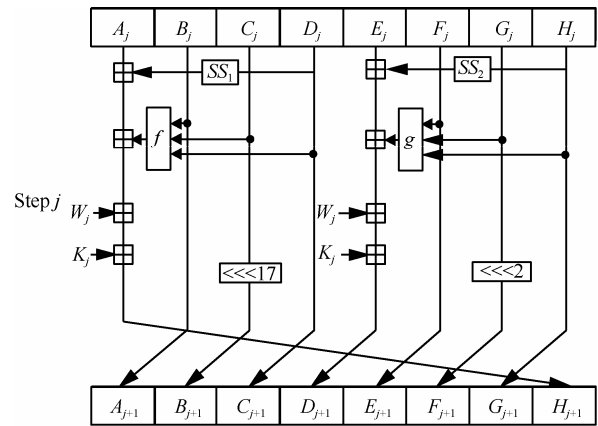 A_j B_j C_j D_j E_j F_j G_j H_j
SS_1 SS_2
f g
Step j
W_j W_j
K_j K_j
<<<17 <<<2
A_{j+1} B_{j+1} C_{j+1} D_{j+1} E_{j+1} F_{j+1} G_{j+1} H_{j+1}